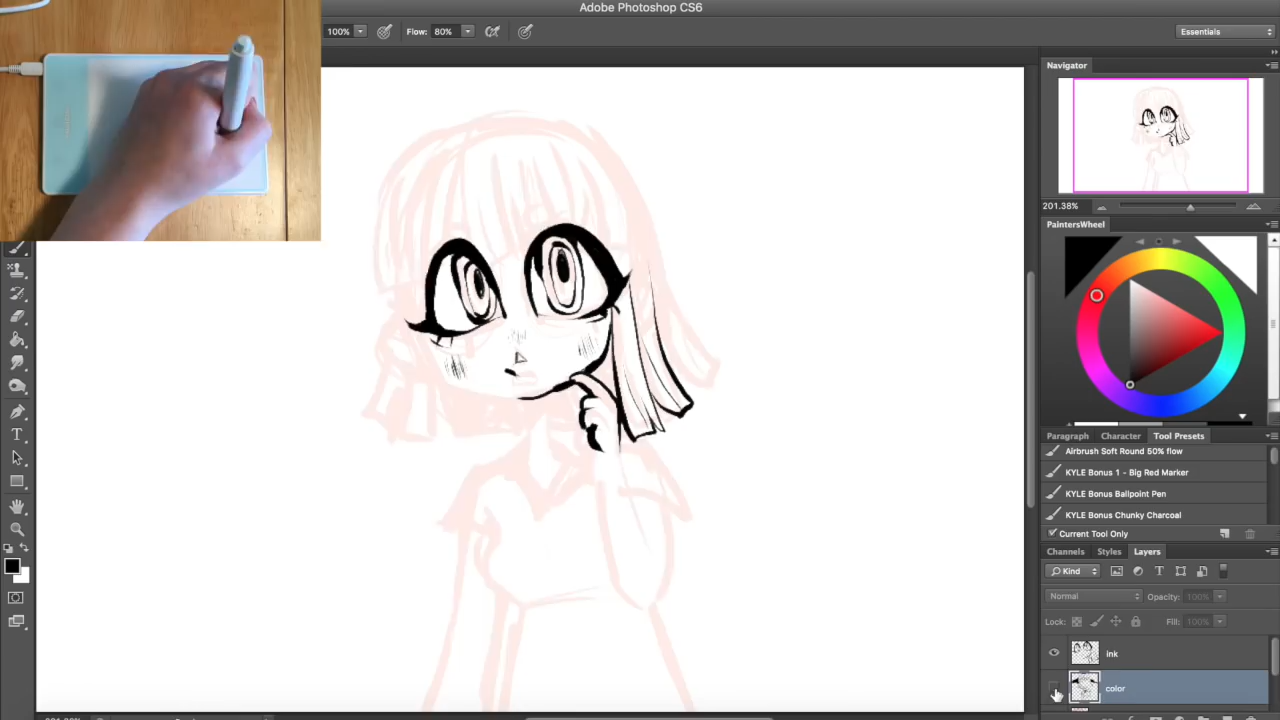 Adobe Photoshop CS6
100% Flow: 80% Essentials
Navigator
201.38%
PaintersWheel
Paragraph Character Tool Presets
Airbrush Soft Round 50% flow
KYLE Bonus 1 - Big Red Marker
KYLE Bonus Ballpoint Pen
KYLE Bonus Chunky Charcoal
Current Tool Only
Channels Styles Layers
Kind
Normal Opacity: 100%
Lock: Fill: 100%
ink
color